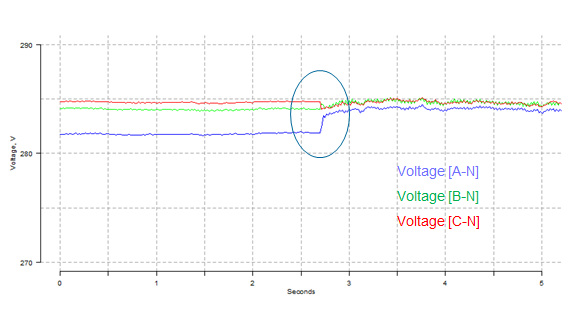 290
280
270
Voltage, V
Voltage [A-N]
Voltage [B-N]
Voltage [C-N]
0
1
2
3
4
5
Seconds